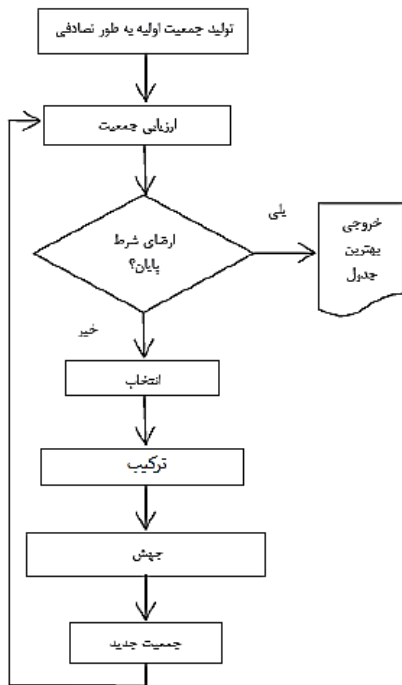 تولید جمعیت اولیه به طور تصادفی
ارزیابی جمعیت
ارضای شرط
پایان؟
بلی
خروجی
بهترین
جدول
خیر
انتخاب
ترکیب
جهش
جمعیت جدید